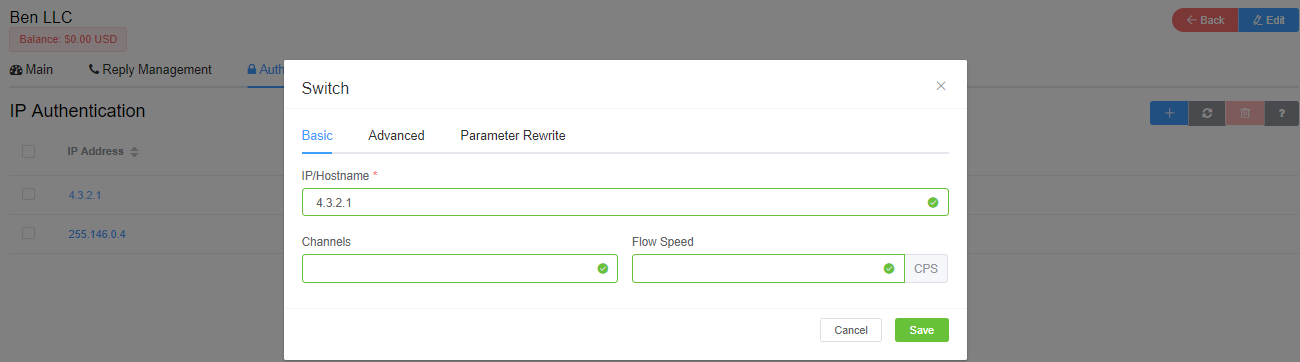 Ben LLC
Balance: $0.00 USD
Back
Edit
Main
Reply Management
Auth
IP Authentication
+
?
IP Address
4.3.2.1
255.146.0.4
Switch
Basic
Advanced
Parameter Rewrite
IP/Hostname *
4.3.2.1
Channels
Flow Speed
CPS
Cancel
Save